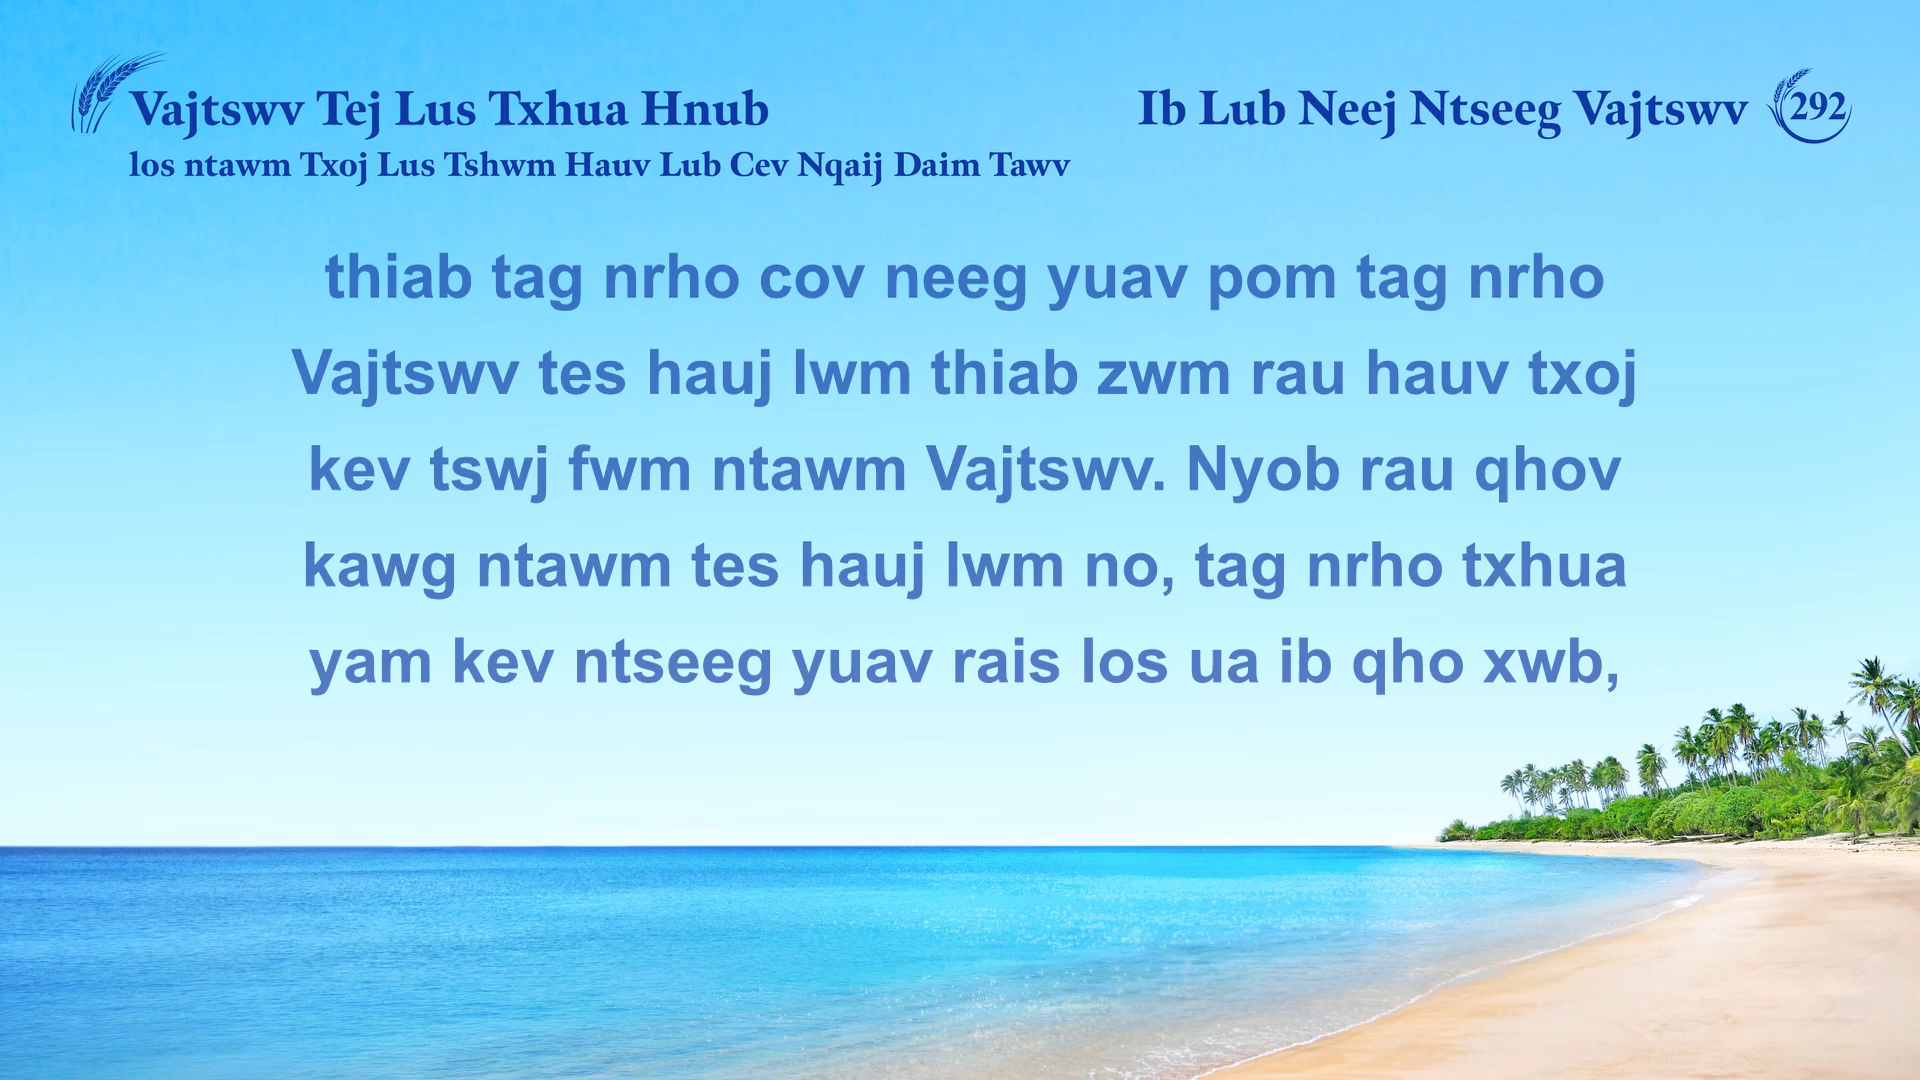 Vajtswv Tej Lus Txhua Hnub
los ntawm Txoj Lus Tshwm Hauv Lub Cev Nqaij Daim Tawv
Ib Lub Neej Ntseeg Vajtswv 292
thiab tag nrho cov neeg yuav pom tag nrho
Vajtswv tes hauj lwm thiab zwm rau hauv txoj
kev tswj fwm ntawm Vajtswv. Nyob rau qhov
kawg ntawm tes hauj lwm no, tag nrho txhua
yam kev ntseeg yuav rais los ua ib qho xwb,